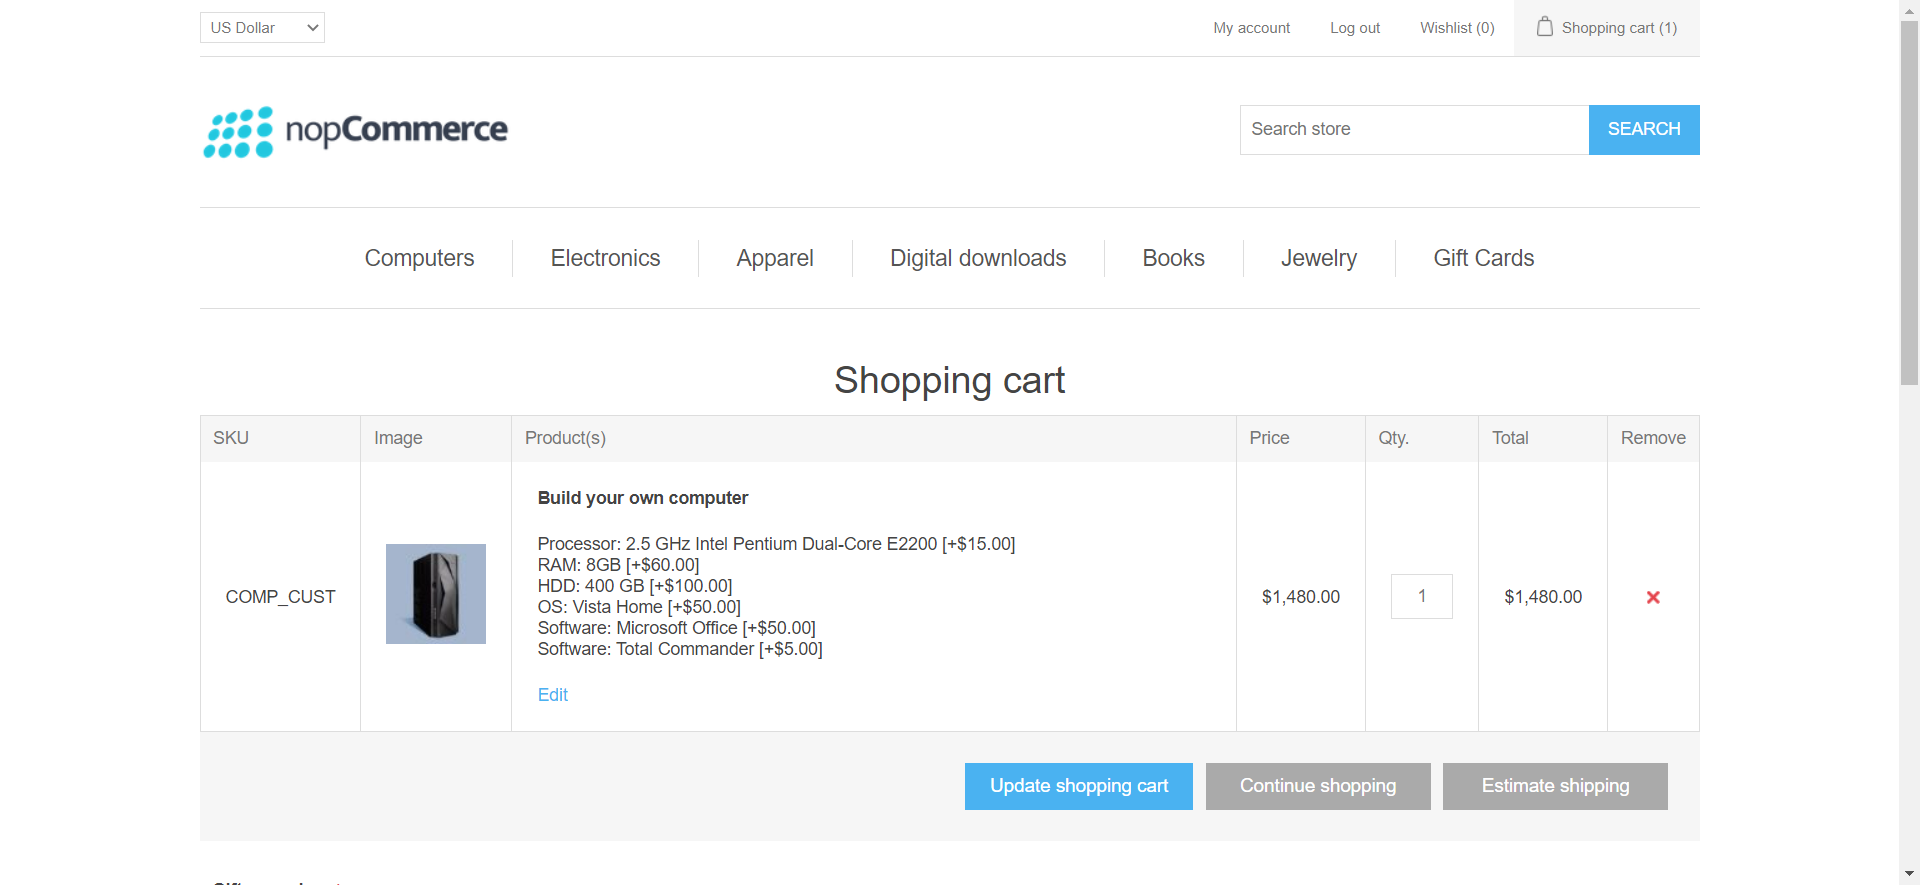 US Dollar
My account
Log out
Wishlist (0)
Shopping cart (1)
nopCommerce
Search store
SEARCH
Computers
Electronics
Apparel
Digital downloads
Books
Jewelry
Gift Cards
Shopping cart
SKU
Image
Product(s)
Price
Qty.
Total
Remove
COMP_CUST
Build your own computer
Processor: 2.5 GHz Intel Pentium Dual-Core E2200 [+$15.00]
RAM: 8GB [+$60.00]
HDD: 400 GB [+$100.00]
OS: Vista Home [+$50.00]
Software: Microsoft Office [+$50.00]
Software: Total Commander [+$5.00]
Edit
$1,480.00
1
$1,480.00
Update shopping cart
Continue shopping
Estimate shipping